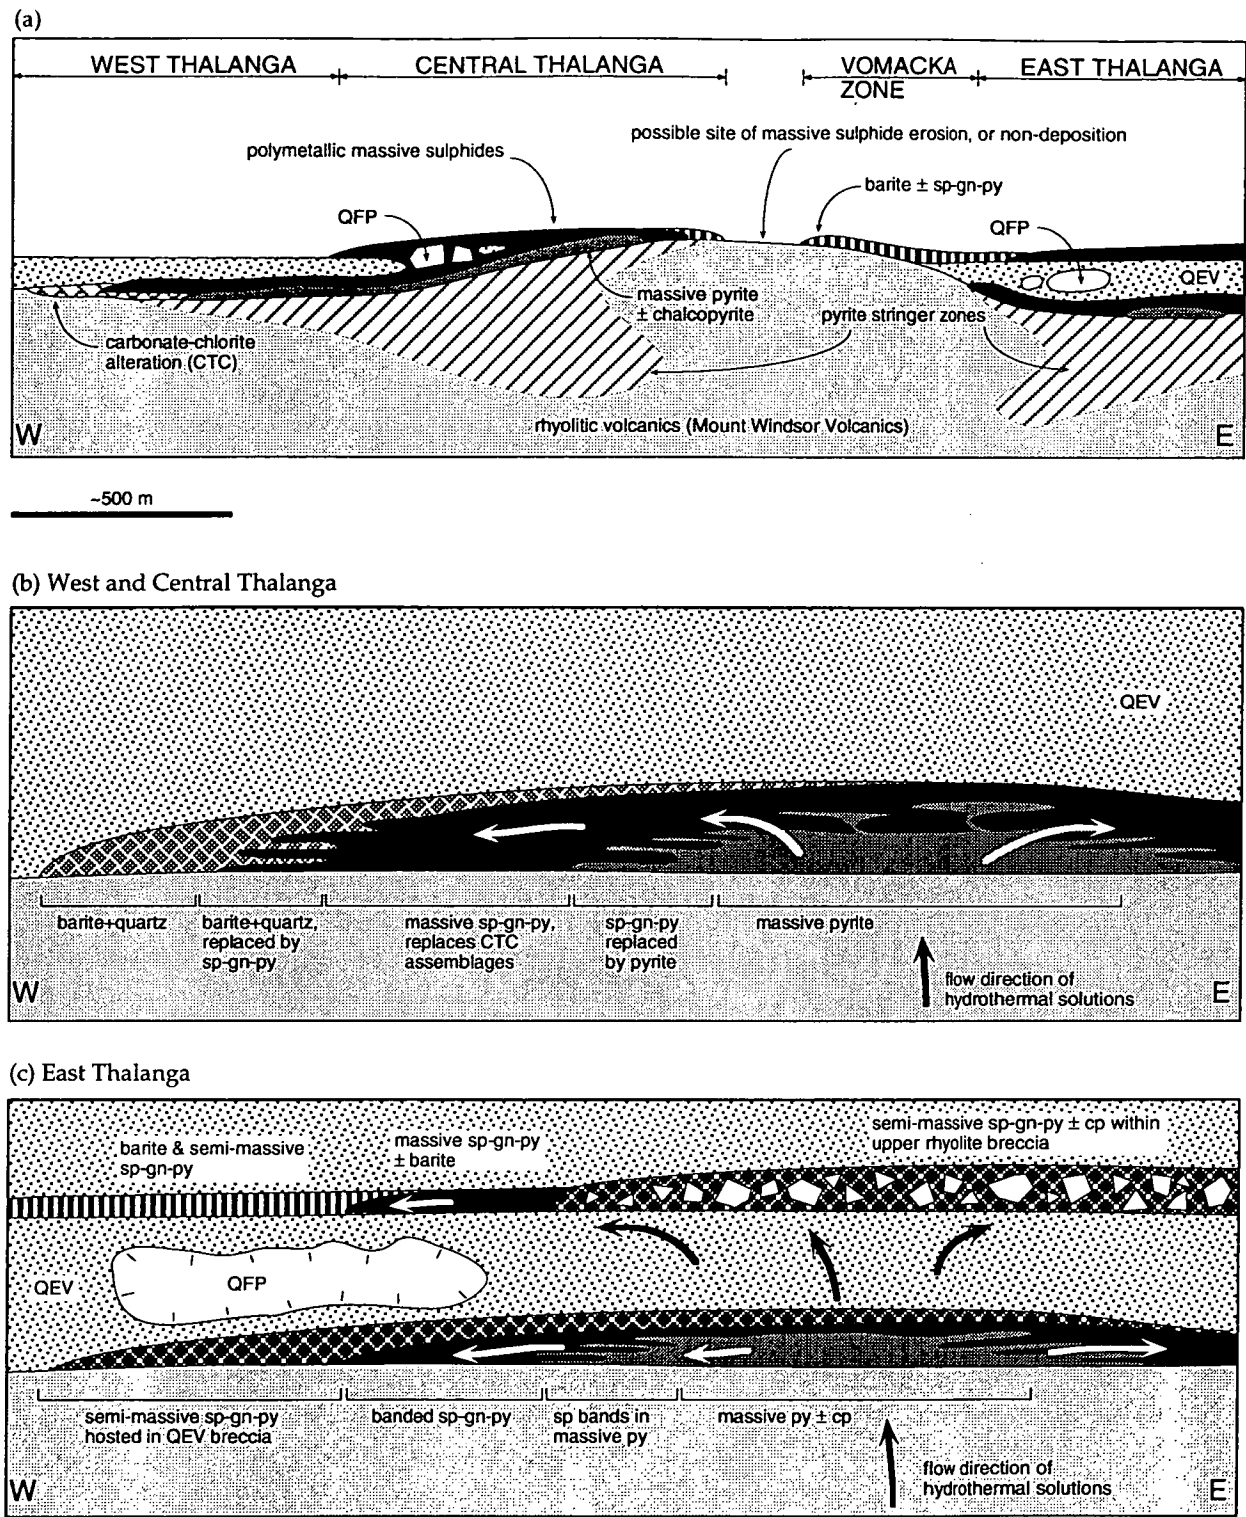 (a)
WEST THALANGA
CENTRAL THALANGA
VOMACKA
ZONE
EAST THALANGA
possible site of massive sulphide erosion, or non-deposition
polymetallic massive sulphides
barite ± sp-gn-py
QFP
QFP
QEV
massive pyrite
± chalcopyrite
pyrite stringer zones
carbonate-chlorite
alteration (CTC)
W
rhyolitic volcanics (Mount Windsor Volcanics)
E
~500 m
(b) West and Central Thalanga
QEV
barite+quartz
barite+quartz,
replaced by
sp-gn-py
massive sp-gn-py,
replaces CTC
assemblages
sp-gn-py
replaced
by pyrite
massive pyrite
W
flow direction of
hydrothermal solutions
E
(c) East Thalanga
barite & semi-massive
sp-gn-py
massive sp-gn-py
± barite
semi-massive sp-gn-py ± cp within
upper rhyolite breccia
QEV
QFP
semi-massive sp-gn-py
hosted in QEV breccia
banded sp-gn-py
sp bands in
massive py
massive py ± cp
W
flow direction of
hydrothermal solutions
E